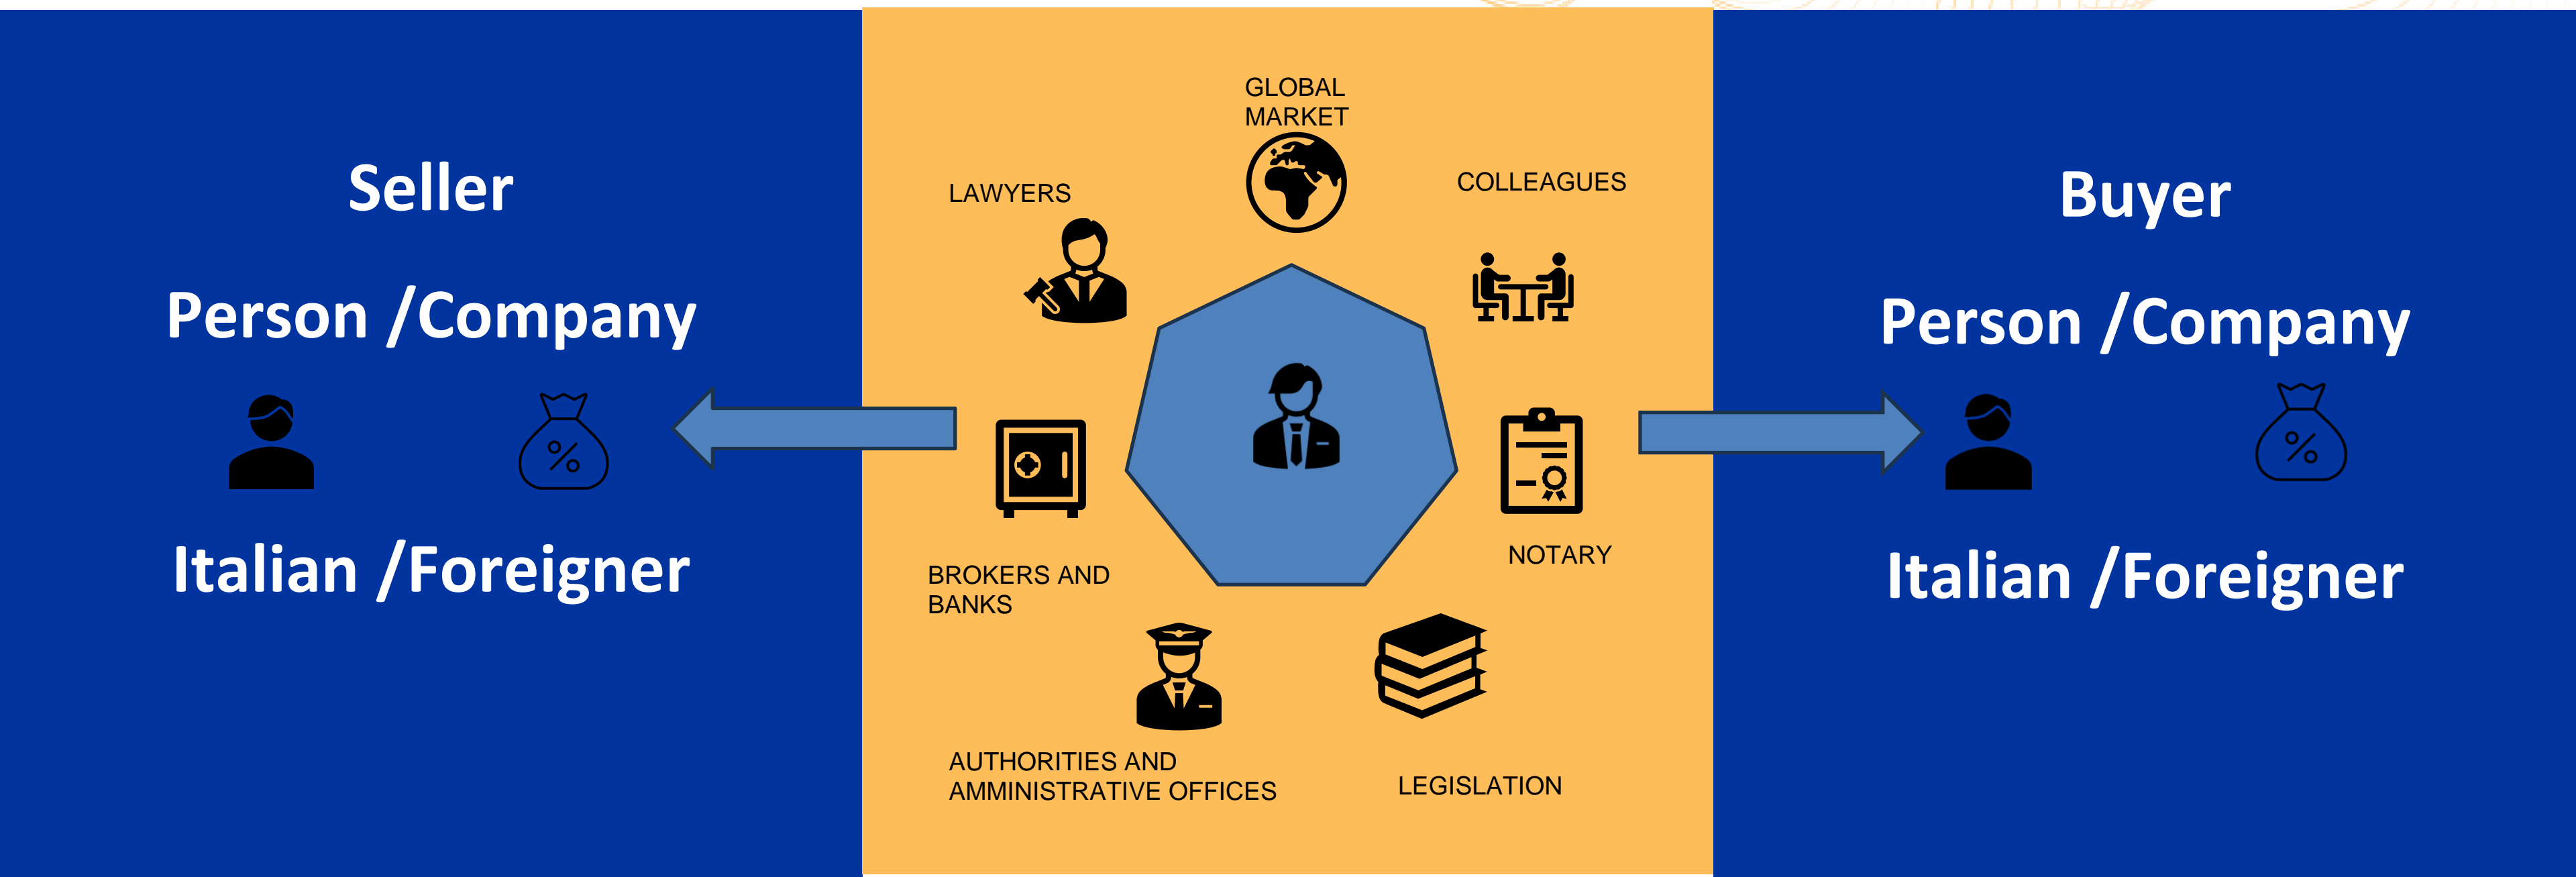 Seller
Person /Company
Italian /Foreigner
GLOBAL
MARKET
LAWYERS
COLLEAGUES
BROKERS AND
BANKS
NOTARY
AUTHORITIES AND
AMMINISTRATIVE OFFICES
LEGISLATION
Buyer
Person /Company
Italian /Foreigner